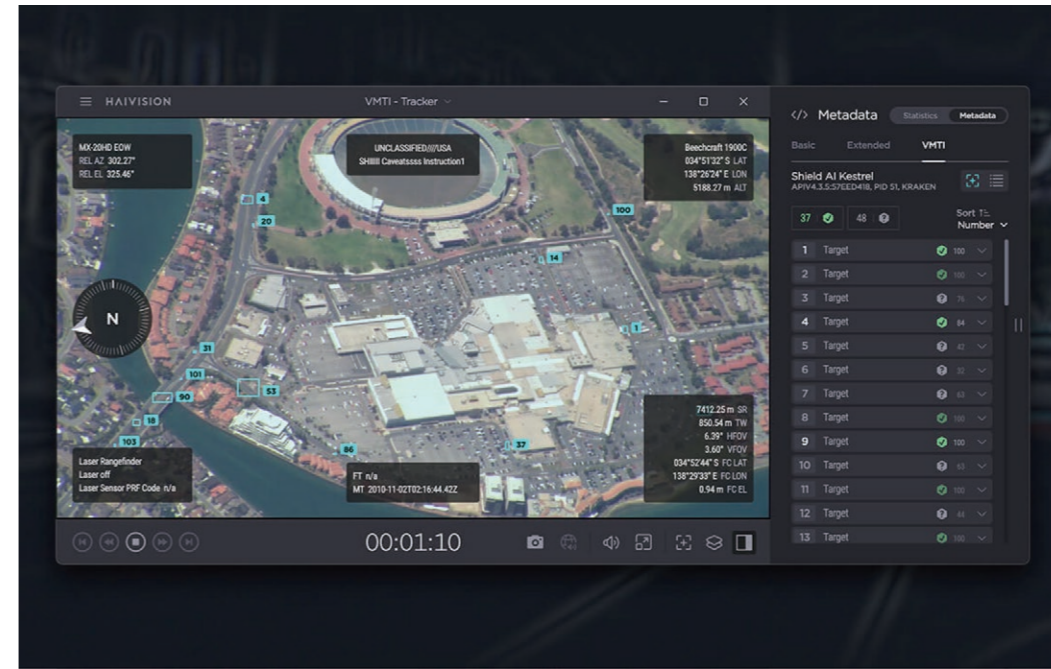 HAIVISION
VMTI - Tracker
MX-20HD EOW
REL AZ 302.27°
REL EL 325.46°
UNCLASSIFIED///USA
SHIIIII Caveatssss Instruction1
Beechcraft 1900C
034°51'32" S LAT
138°26'24" E LON
5188.27 m ALT
4
20
100
14
N
1
31
101
53
90
18
103
86
37
Laser Rangefinder
Laser off
Laser Sensor PRF Code n/a
FT n/a
MT 2010-11-02T02:16:44.42Z
7412.25 m SR
850.54 m TW
6.39° HFOV
3.60° VFOV
034°52'44" S FC LAT
138°29'33" E FC LON
0.94 m FC EL
00:01:10
</> Metadata
Statistics Metadata
Basic Extended VMTI
Shield AI Kestrel
APIV4.3.5:57EED418, PID 51, KRAKEN
37 48
Sort
Number
1 Target 100
2 Target 100
3 Target 76
4 Target 84
5 Target 42
6 Target 32
7 Target 63
8 Target 100
9 Target 100
10 Target 53
11 Target 100
12 Target 44
13 Target 100